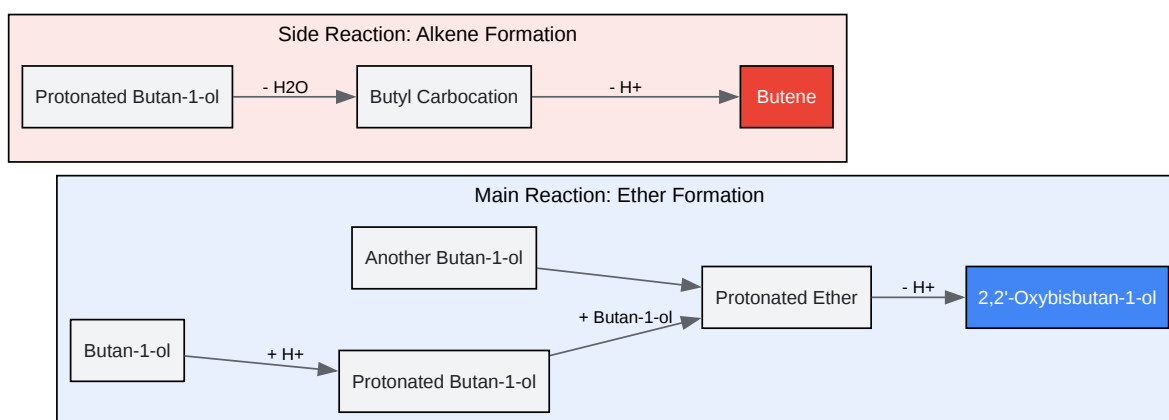 Side Reaction: Alkene Formation
Protonated Butan-1-ol
- H2O
Butyl Carbocation
- H+
Butene
Main Reaction: Ether Formation
Another Butan-1-ol
Protonated Ether
- H+
2,2'-Oxybisbutan-1-ol
+ Butan-1-ol
Butan-1-ol
+ H+
Protonated Butan-1-ol